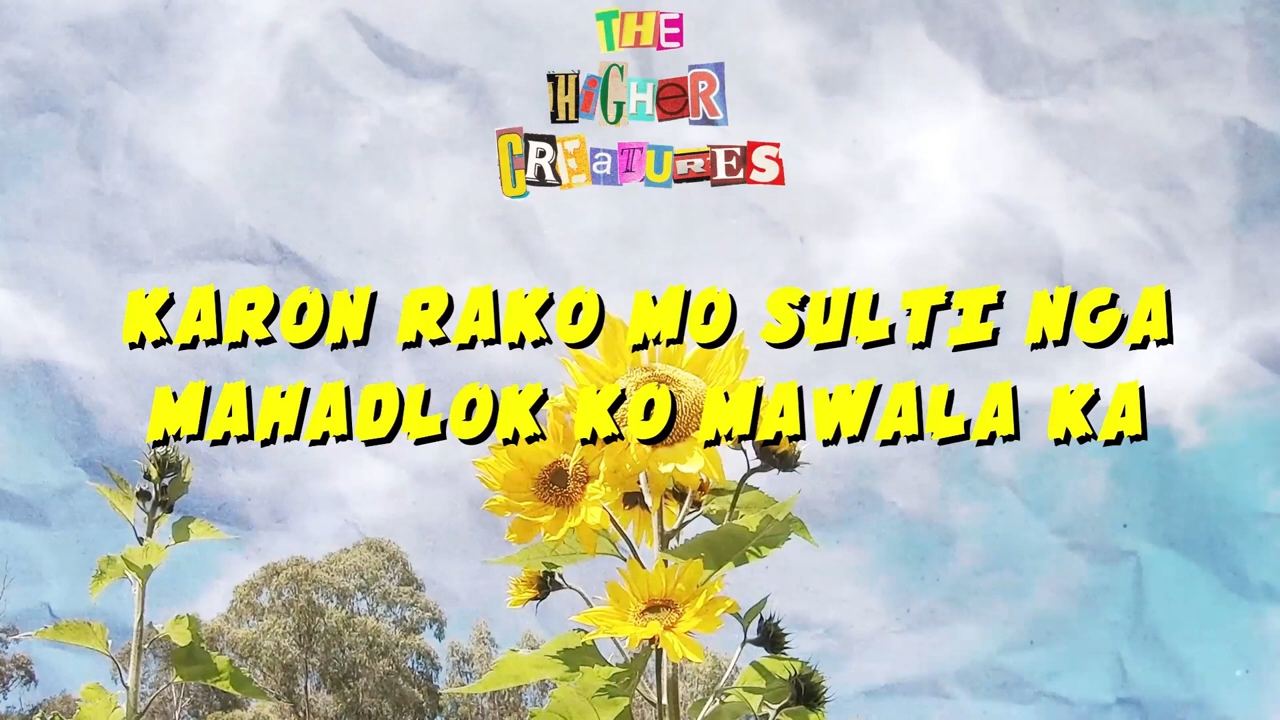 THE
HiGHeR
CREaTURES
KARON RAKO MO SULTI NGA
MAHADLOK KO MAWALA KA